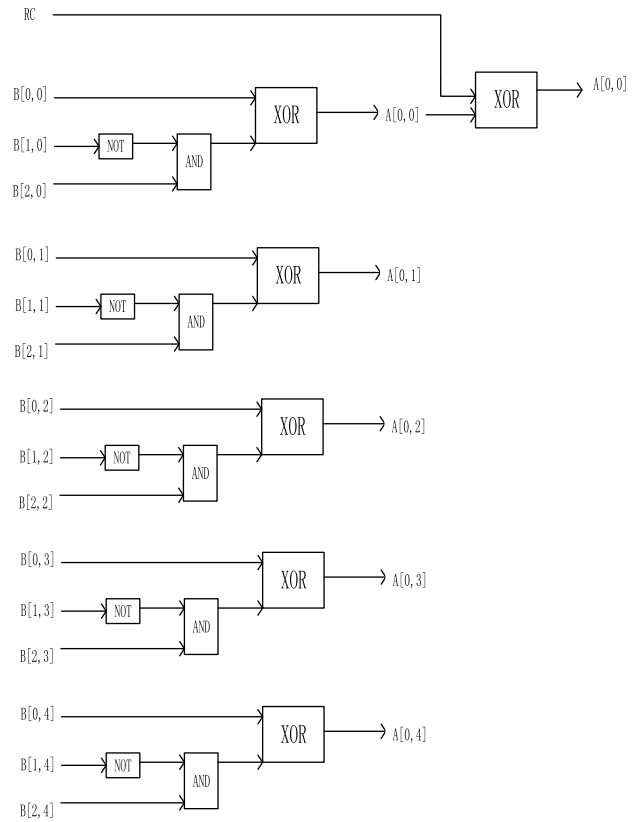 RC
B[0,0]
XOR
A[0,0]
XOR
A[0,0]
B[1,0]
NOT
AND
B[2,0]
B[0,1]
XOR
A[0,1]
B[1,1]
NOT
AND
B[2,1]
B[0,2]
XOR
A[0,2]
B[1,2]
NOT
AND
B[2,2]
B[0,3]
XOR
A[0,3]
B[1,3]
NOT
AND
B[2,3]
B[0,4]
XOR
A[0,4]
B[1,4]
NOT
AND
B[2,4]